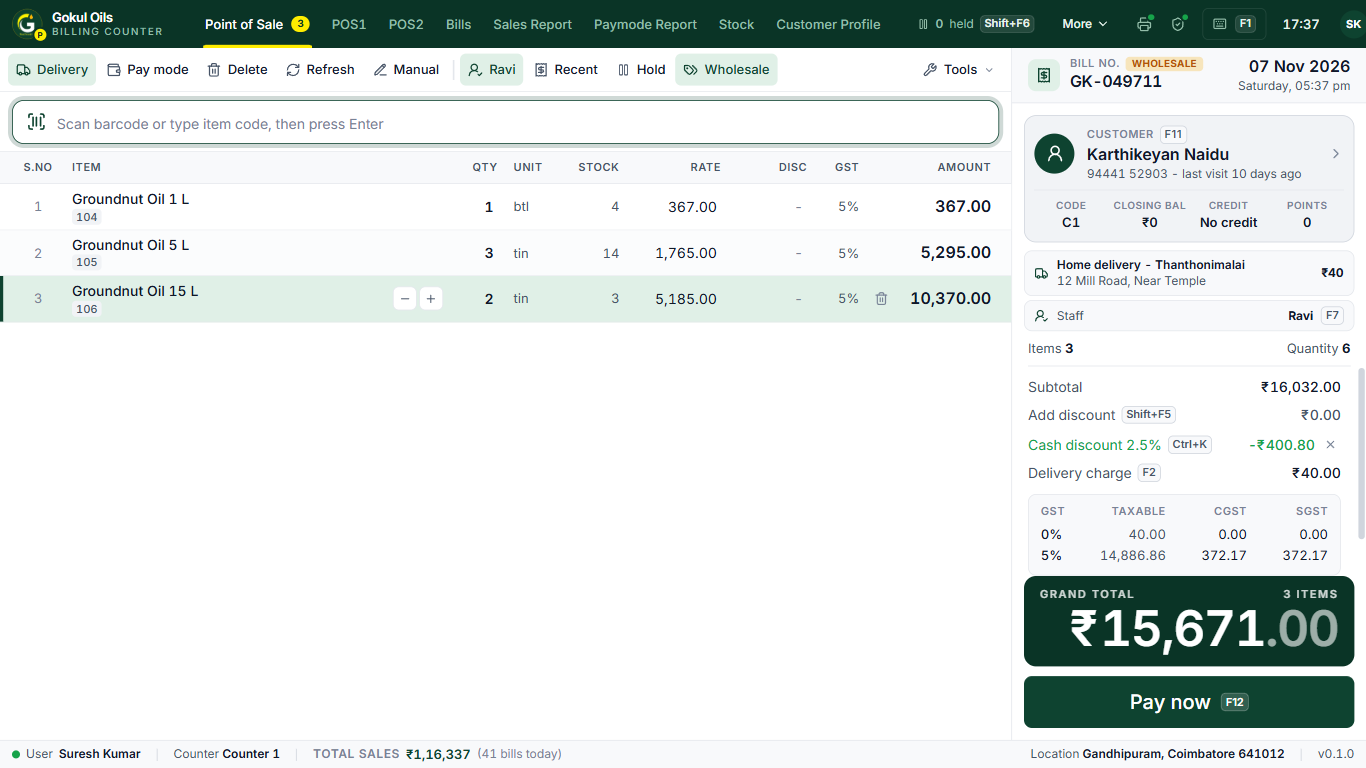 Gokul Oils
BILLING COUNTER
Point of Sale 3 POS1 POS2 Bills Sales Report Paymode Report Stock Customer Profile 0 held Shift+F6 More F1 17:37 SK
Delivery Pay mode Delete Refresh Manual Ravi Recent Hold Wholesale Tools
Scan barcode or type item code, then press Enter
S.NO ITEM QTY UNIT STOCK RATE DISC GST AMOUNT
1 Groundnut Oil 1 L 1 btl 4 367.00 - 5% 367.00
104
2 Groundnut Oil 5 L 3 tin 14 1,765.00 - 5% 5,295.00
105
3 Groundnut Oil 15 L − + 2 tin 3 5,185.00 - 5% 10,370.00
106
BILL NO. WHOLESALE 07 Nov 2026
GK-049711 Saturday, 05:37 pm
CUSTOMER F11
Karthikeyan Naidu
94441 52903 - last visit 10 days ago
CODE CLOSING BAL CREDIT POINTS
C1 ₹0 No credit 0
Home delivery - Thanthonimalai ₹40
12 Mill Road, Near Temple
Staff Ravi F7
Items 3 Quantity 6
Subtotal ₹16,032.00
Add discount Shift+F5 ₹0.00
Cash discount 2.5% Ctrl+K -₹400.80 ×
Delivery charge F2 ₹40.00
GST TAXABLE CGST SGST
0% 40.00 0.00 0.00
5% 14,886.86 372.17 372.17
GRAND TOTAL 3 ITEMS
₹15,671.00
Pay now F12
User Suresh Kumar Counter Counter 1 TOTAL SALES ₹1,16,337 (41 bills today) Location Gandhipuram, Coimbatore 641012 v0.1.0